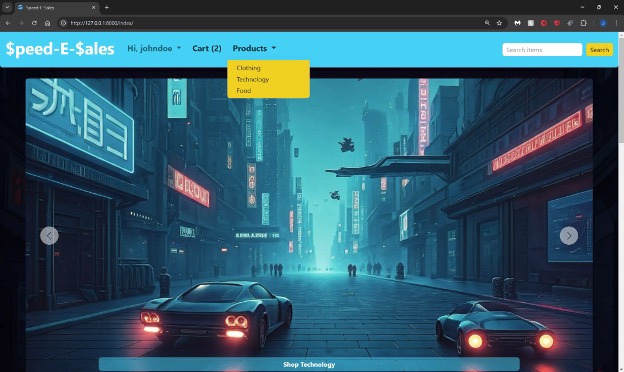 $peed-E-$ales
http://127.0.0.1:8000/index/
$peed-E-$ales
Hi, johndoe
Cart (2)
Products
Search items
Search
Clothing
Technology
Food
Shop Technology